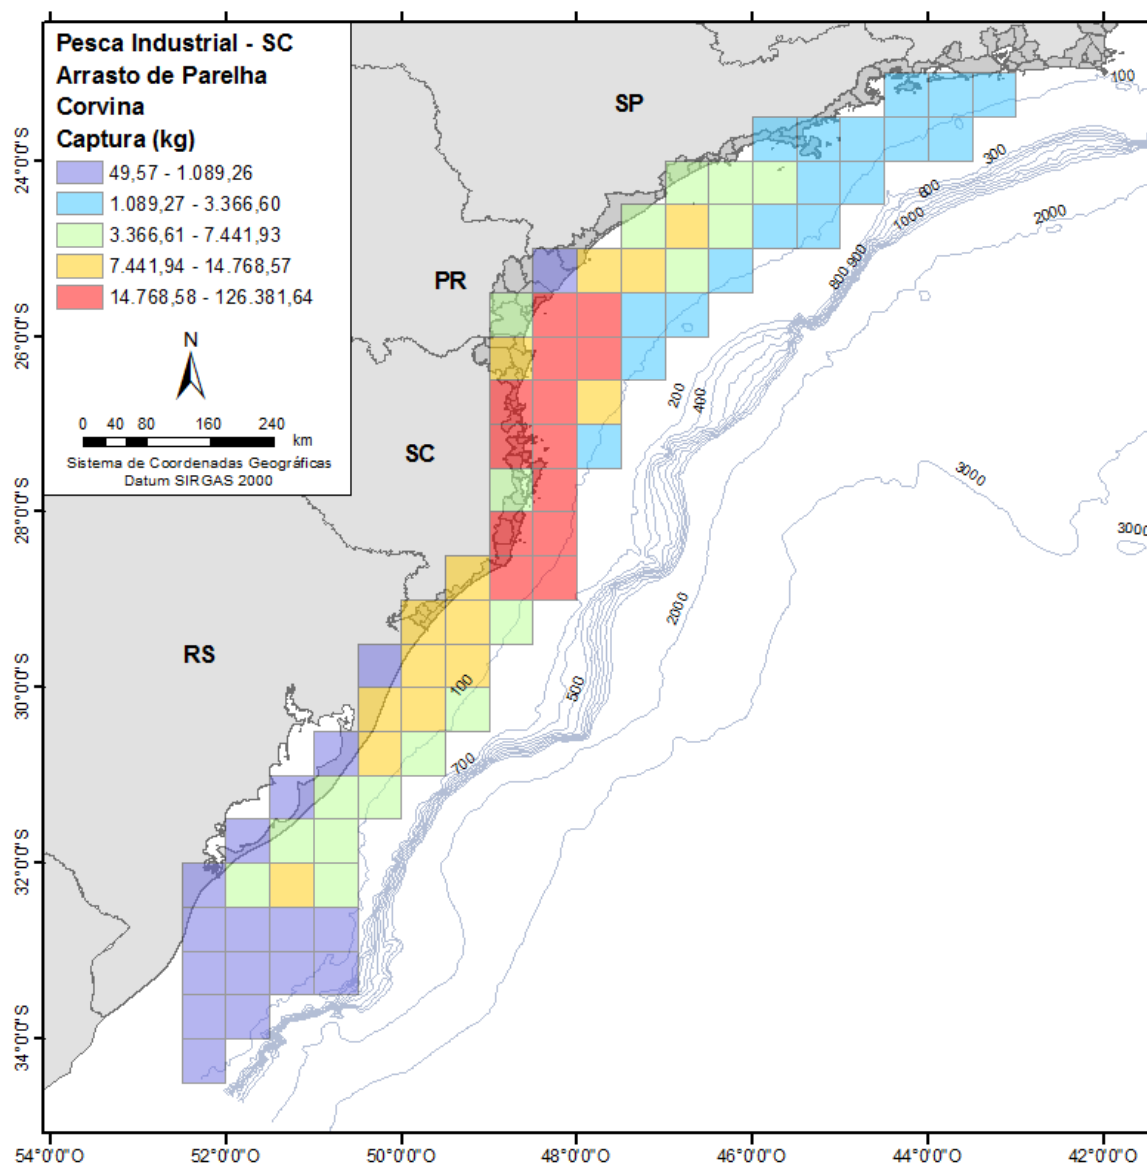 Pesca Industrial - SC
Arrasto de Parelha
Corvina
Captura (kg)
49,57 - 1.089,26
1.089,27 - 3.366,60
3.366,61 - 7.441,93
7.441,94 - 14.768,57
14.768,58 - 126.381,64
N
0 40 80 160 240
km
Sistema de Coordenadas Geográficas
Datum SIRGAS 2000
SP
PR
SC
RS
100
300
600
1000
2000
900
800
200
400
3000
3000
2000
500
100
700
24°0'0"S
26°0'0"S
28°0'0"S
30°0'0"S
32°0'0"S
34°0'0"S
54°0'0"O
52°0'0"O
50°0'0"O
48°0'0"O
46°0'0"O
44°0'0"O
42°0'0"O